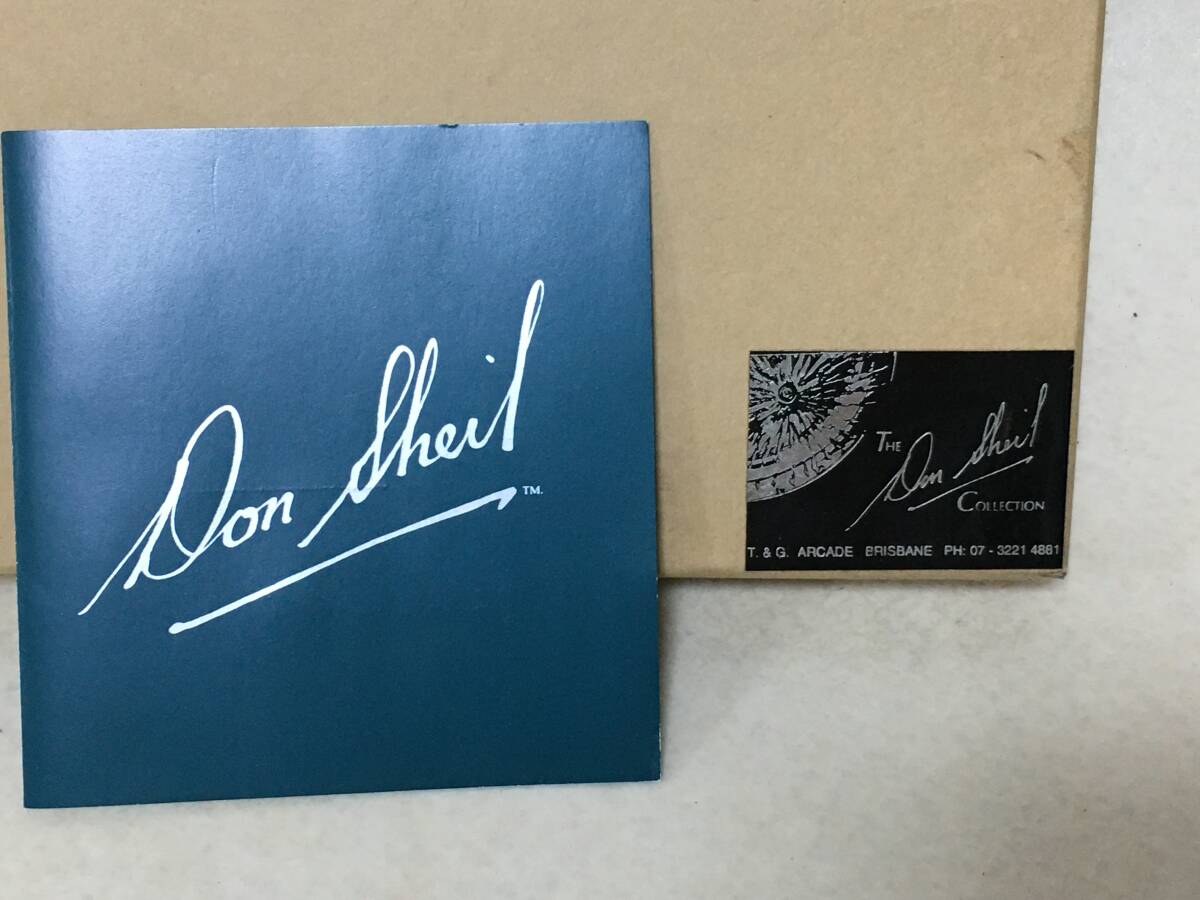 Don Sheil
TM.
THE
Don Sheil
COLLECTION
T. & G. ARCADE BRISBANE PH: 07 - 3221 4881